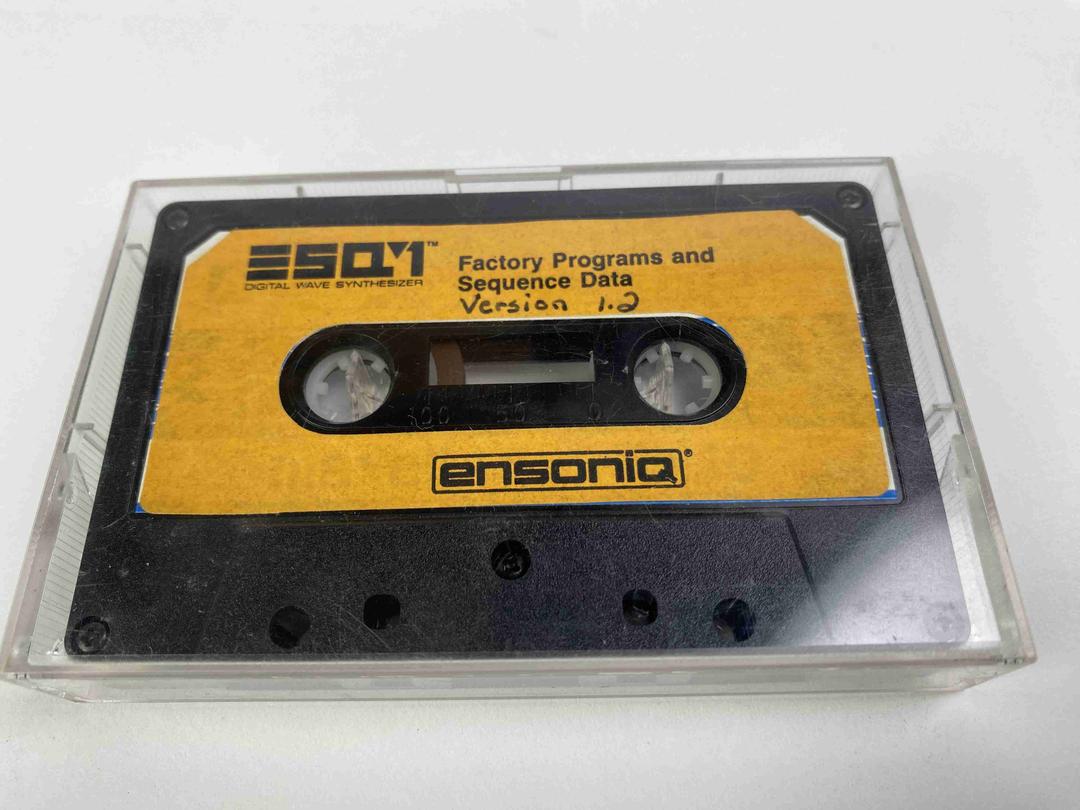 ESQ1™
DIGITAL WAVE SYNTHESIZER
Factory Programs and
Sequence Data
Version 1.2
100 50 0
ensoniq®